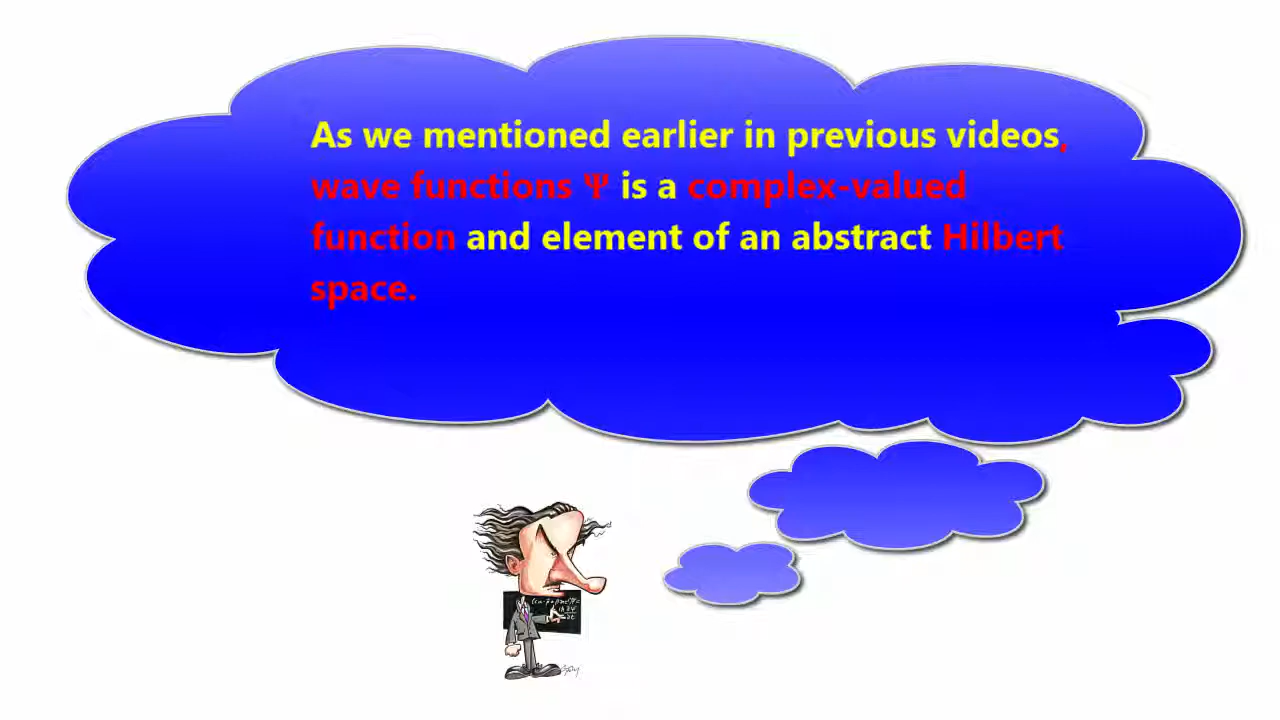 As we mentioned earlier in previous videos,
wave functions Ψ is a complex-valued
function and element of an abstract Hilbert
space.